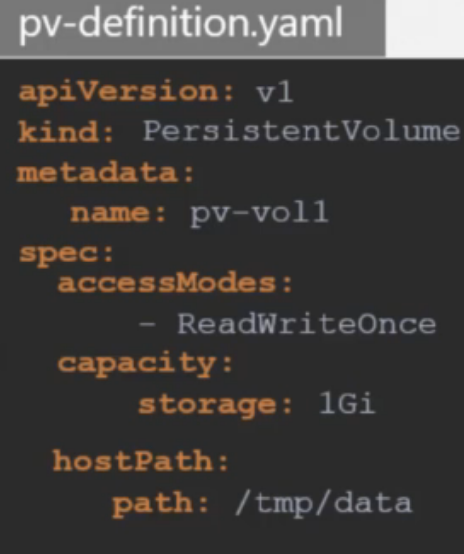 pv-definition.yaml
apiVersion: v1
kind: PersistentVolume
metadata:
name: pv-vol1
spec:
accessModes:
- ReadWriteOnce
capacity:
storage: 1Gi
hostPath:
path: /tmp/data